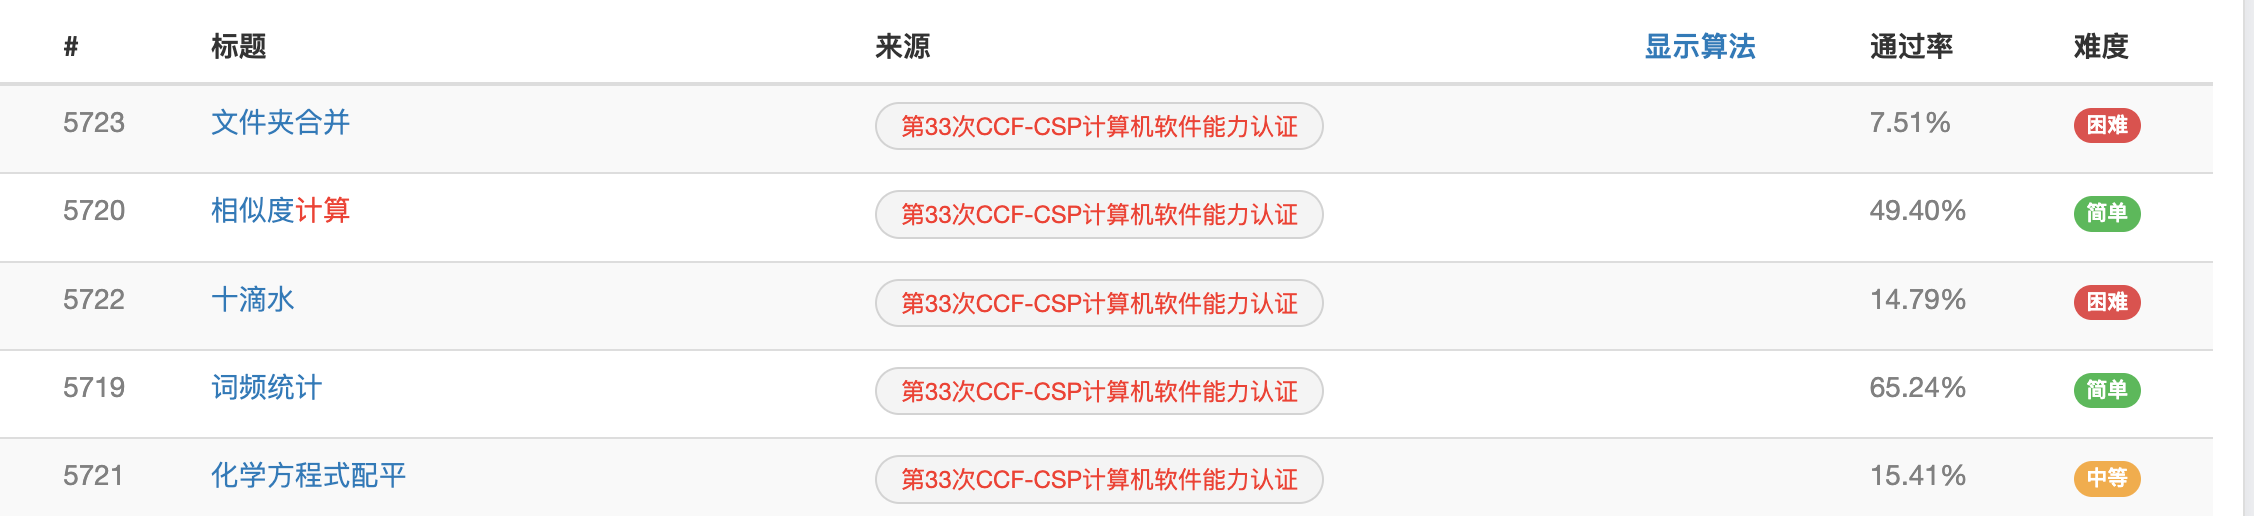 # 标题 来源 显示算法 通过率 难度
5723 文件夹合并 第33次CCF-CSP计算机软件能力认证 7.51% 困难
5720 相似度计算 第33次CCF-CSP计算机软件能力认证 49.40% 简单
5722 十滴水 第33次CCF-CSP计算机软件能力认证 14.79% 困难
5719 词频统计 第33次CCF-CSP计算机软件能力认证 65.24% 简单
5721 化学方程式配平 第33次CCF-CSP计算机软件能力认证 15.41% 中等